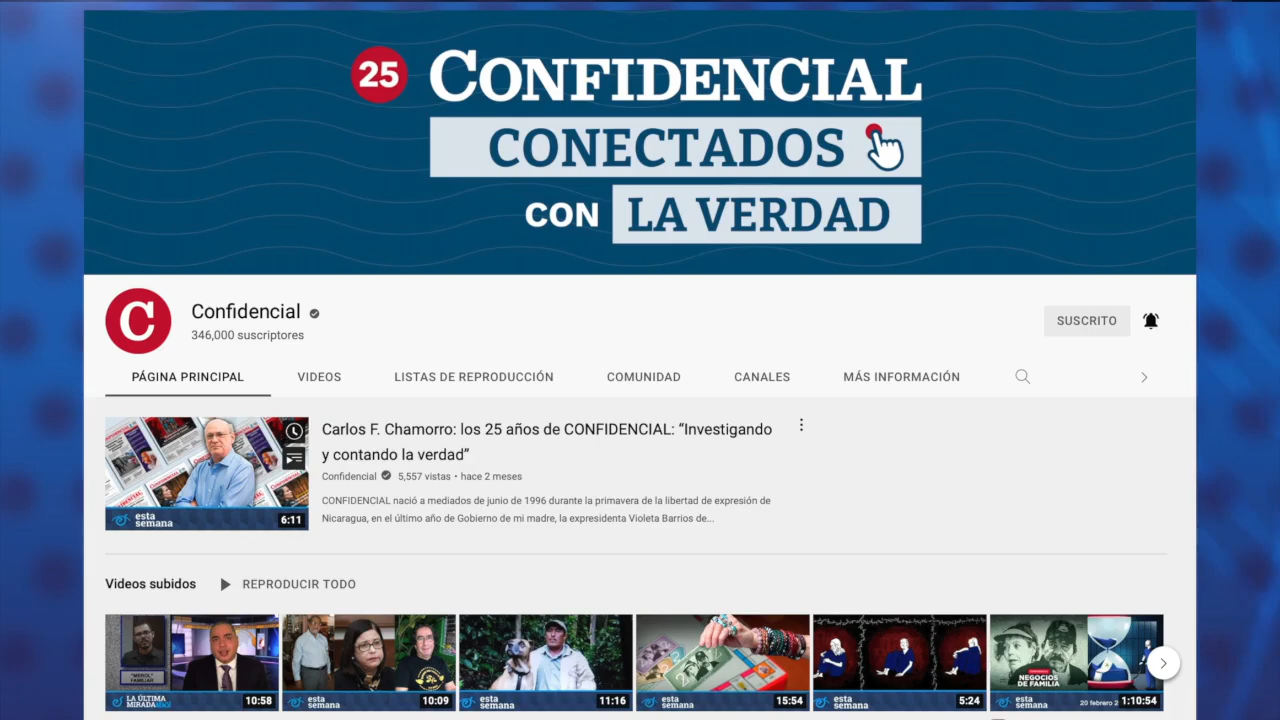 25 CONFIDENCIAL
CONECTADOS
CON LA VERDAD
C
Confidencial
346,000 suscriptores
SUSCRITO
PÁGINA PRINCIPAL VIDEOS LISTAS DE REPRODUCCIÓN COMUNIDAD CANALES MÁS INFORMACIÓN
Carlos F. Chamorro: los 25 años de CONFIDENCIAL: “Investigando
y contando la verdad”
Confidencial 5,557 vistas • hace 2 meses
CONFIDENCIAL nació a mediados de junio de 1996 durante la primavera de la libertad de expresión de
Nicaragua, en el último año de Gobierno de mi madre, la expresidenta Violeta Barrios de...
esta
semana
6:11
Videos subidos REPRODUCIR TODO
"MEROL"
FAMILIAR
LA ÚLTIMA
MIRADA
10:58
esta
semana
10:09
esta
semana
11:16
esta
semana
15:54
esta
semana
5:24
NEGOCIOS
DE FAMILIA
esta
semana
20 febrero 2
1:10:54